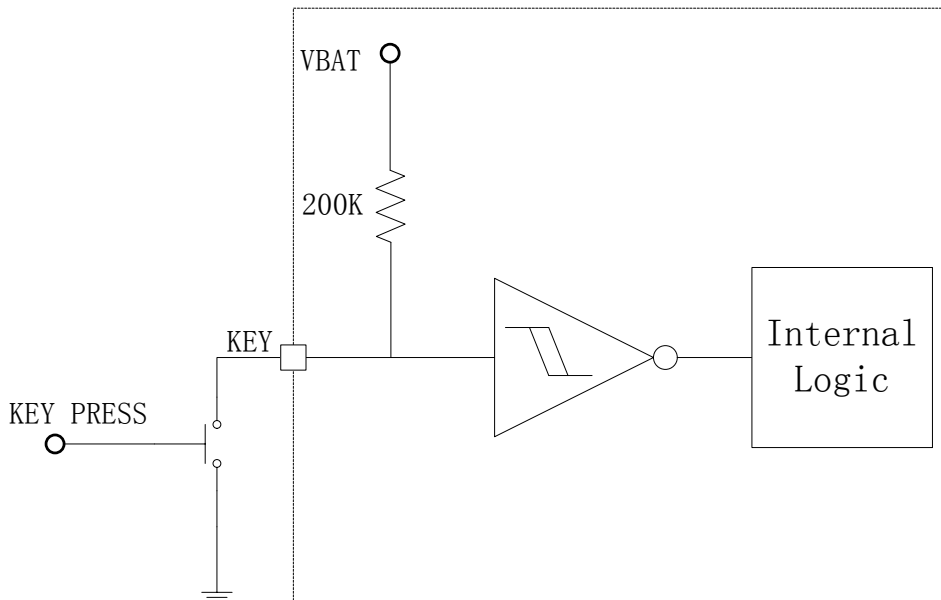 VBAT
200K
KEY
KEY PRESS
Internal
Logic